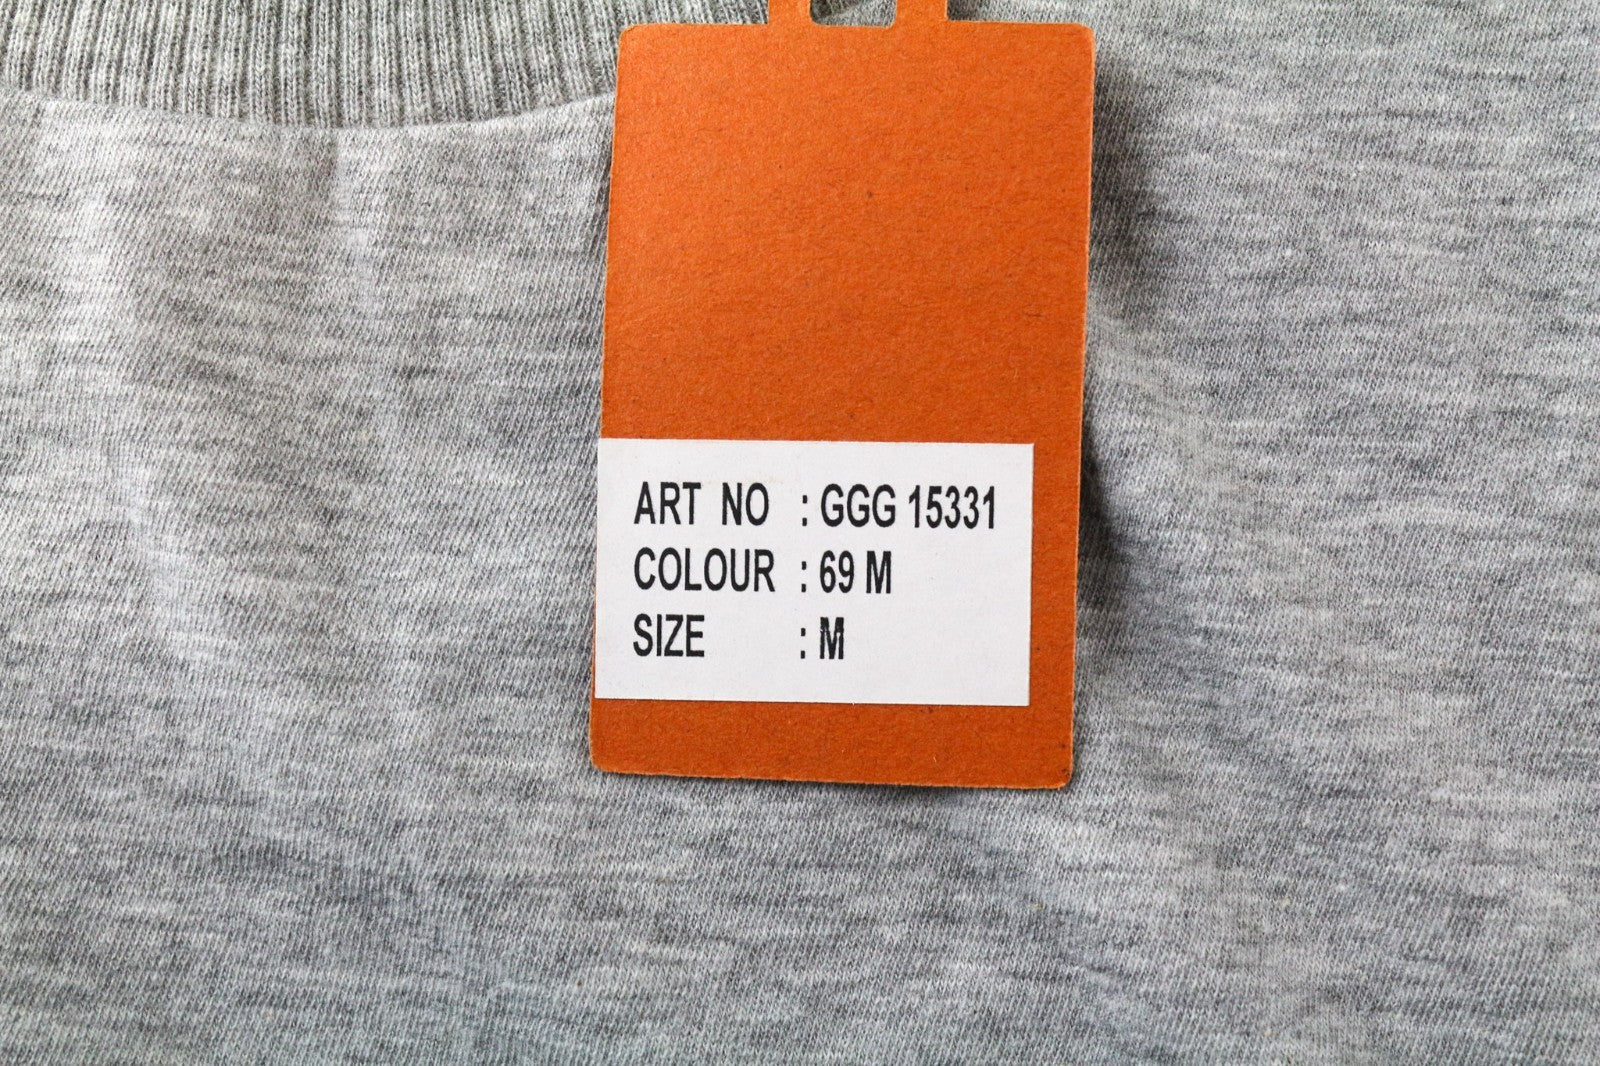 ART NO : GGG 15331
COLOUR : 69 M
SIZE : M